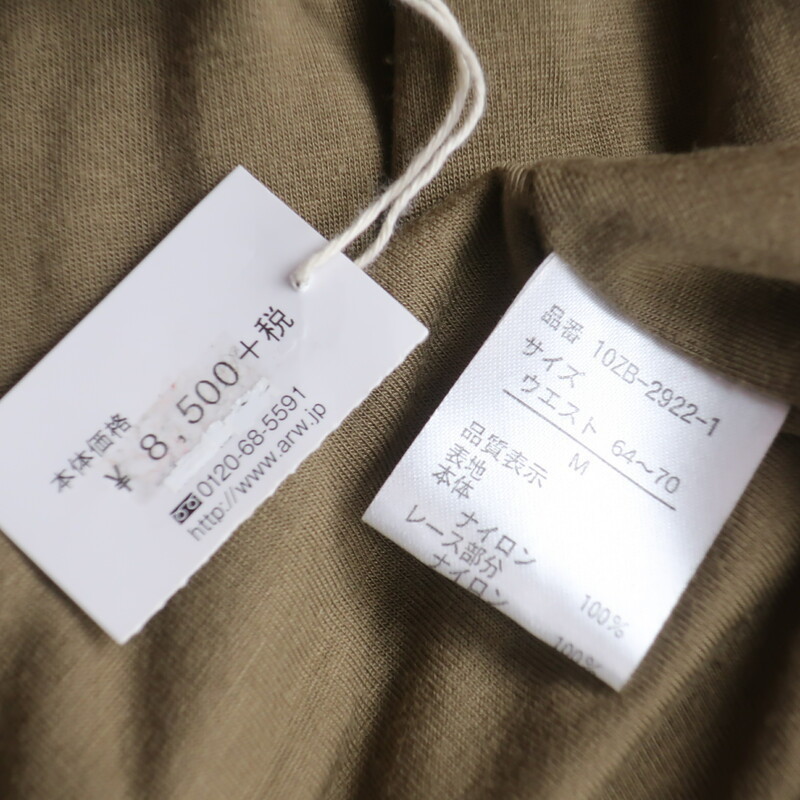 本体価格
¥ 8,500+税
0120-68-5591
http://www.arw.jp
品番 10ZB-2922-1
サイズ
ウエスト 64~70
M
品質表示
表地
本体
ナイロン 100%
レース部分
ナイロン 100%